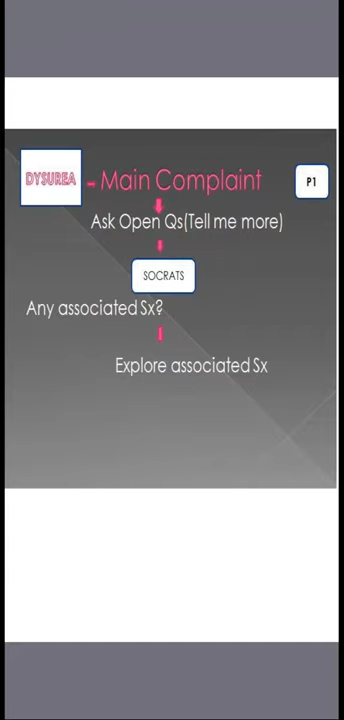 DYSUREA - Main Complaint
P1
Ask Open Qs(Tell me more)
SOCRATS
Any associated Sx?
Explore associated Sx